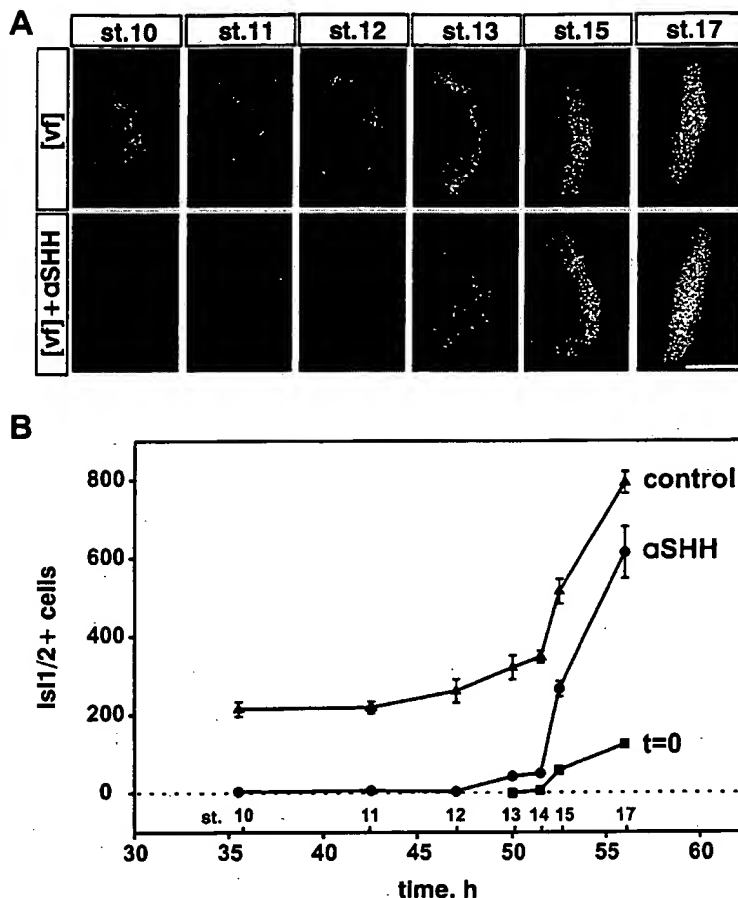 A
st.10 st.11 st.12 st.13 st.15 st.17
[vf]
[vf]+αSHH
B
Isl1/2+ cells
800
600
400
200
0
control
αSHH
t=0
st. 10 11 12 13 14 15 17
30 35 40 45 50 55 60
time, h